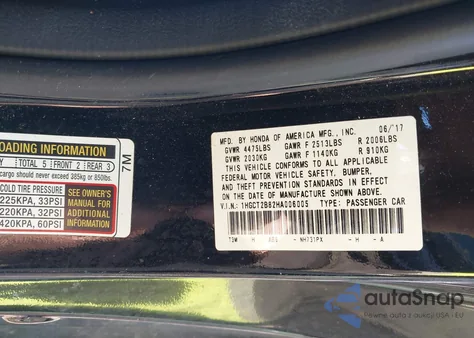 LOADING INFORMATION
TOTAL 5 FRONT 2 REAR 3
cargo should never exceed 385kg or 850lbs.
COLD TIRE PRESSURE
225KPA, 33PSI
220KPA, 32PSI
420KPA, 60PSI
SEE OWNER'S
MANUAL FOR
ADDITIONAL
INFORMATION
7M
MFD. BY HONDA OF AMERICA MFG., INC. 06/17
GVWR 4475LBS GAWR F 2513LBS R 2006LBS
GVWR 2030KG GAWR F 1140KG R 910KG
THIS VEHICLE CONFORMS TO ALL APPLICABLE
FEDERAL MOTOR VEHICLE SAFETY, BUMPER,
AND THEFT PREVENTION STANDARDS IN EFFECT
ON THE DATE OF MANUFACTURE SHOWN ABOVE.
V.I.N.: 1HGCT2B82HA006005 TYPE: PASSENGER CAR
H NH731PX H
autoSnap